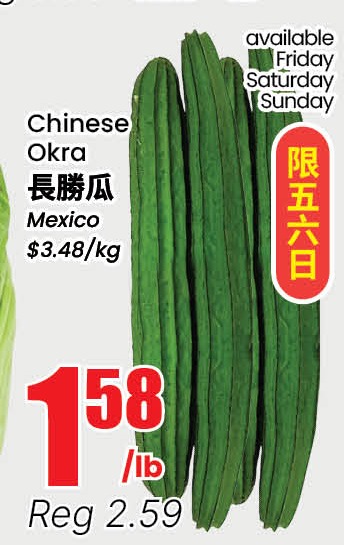 available
Friday
Saturday
Sunday
Chinese
Okra
長勝瓜
Mexico
$3.48/kg
限五六日
1.58
/lb
Reg 2.59